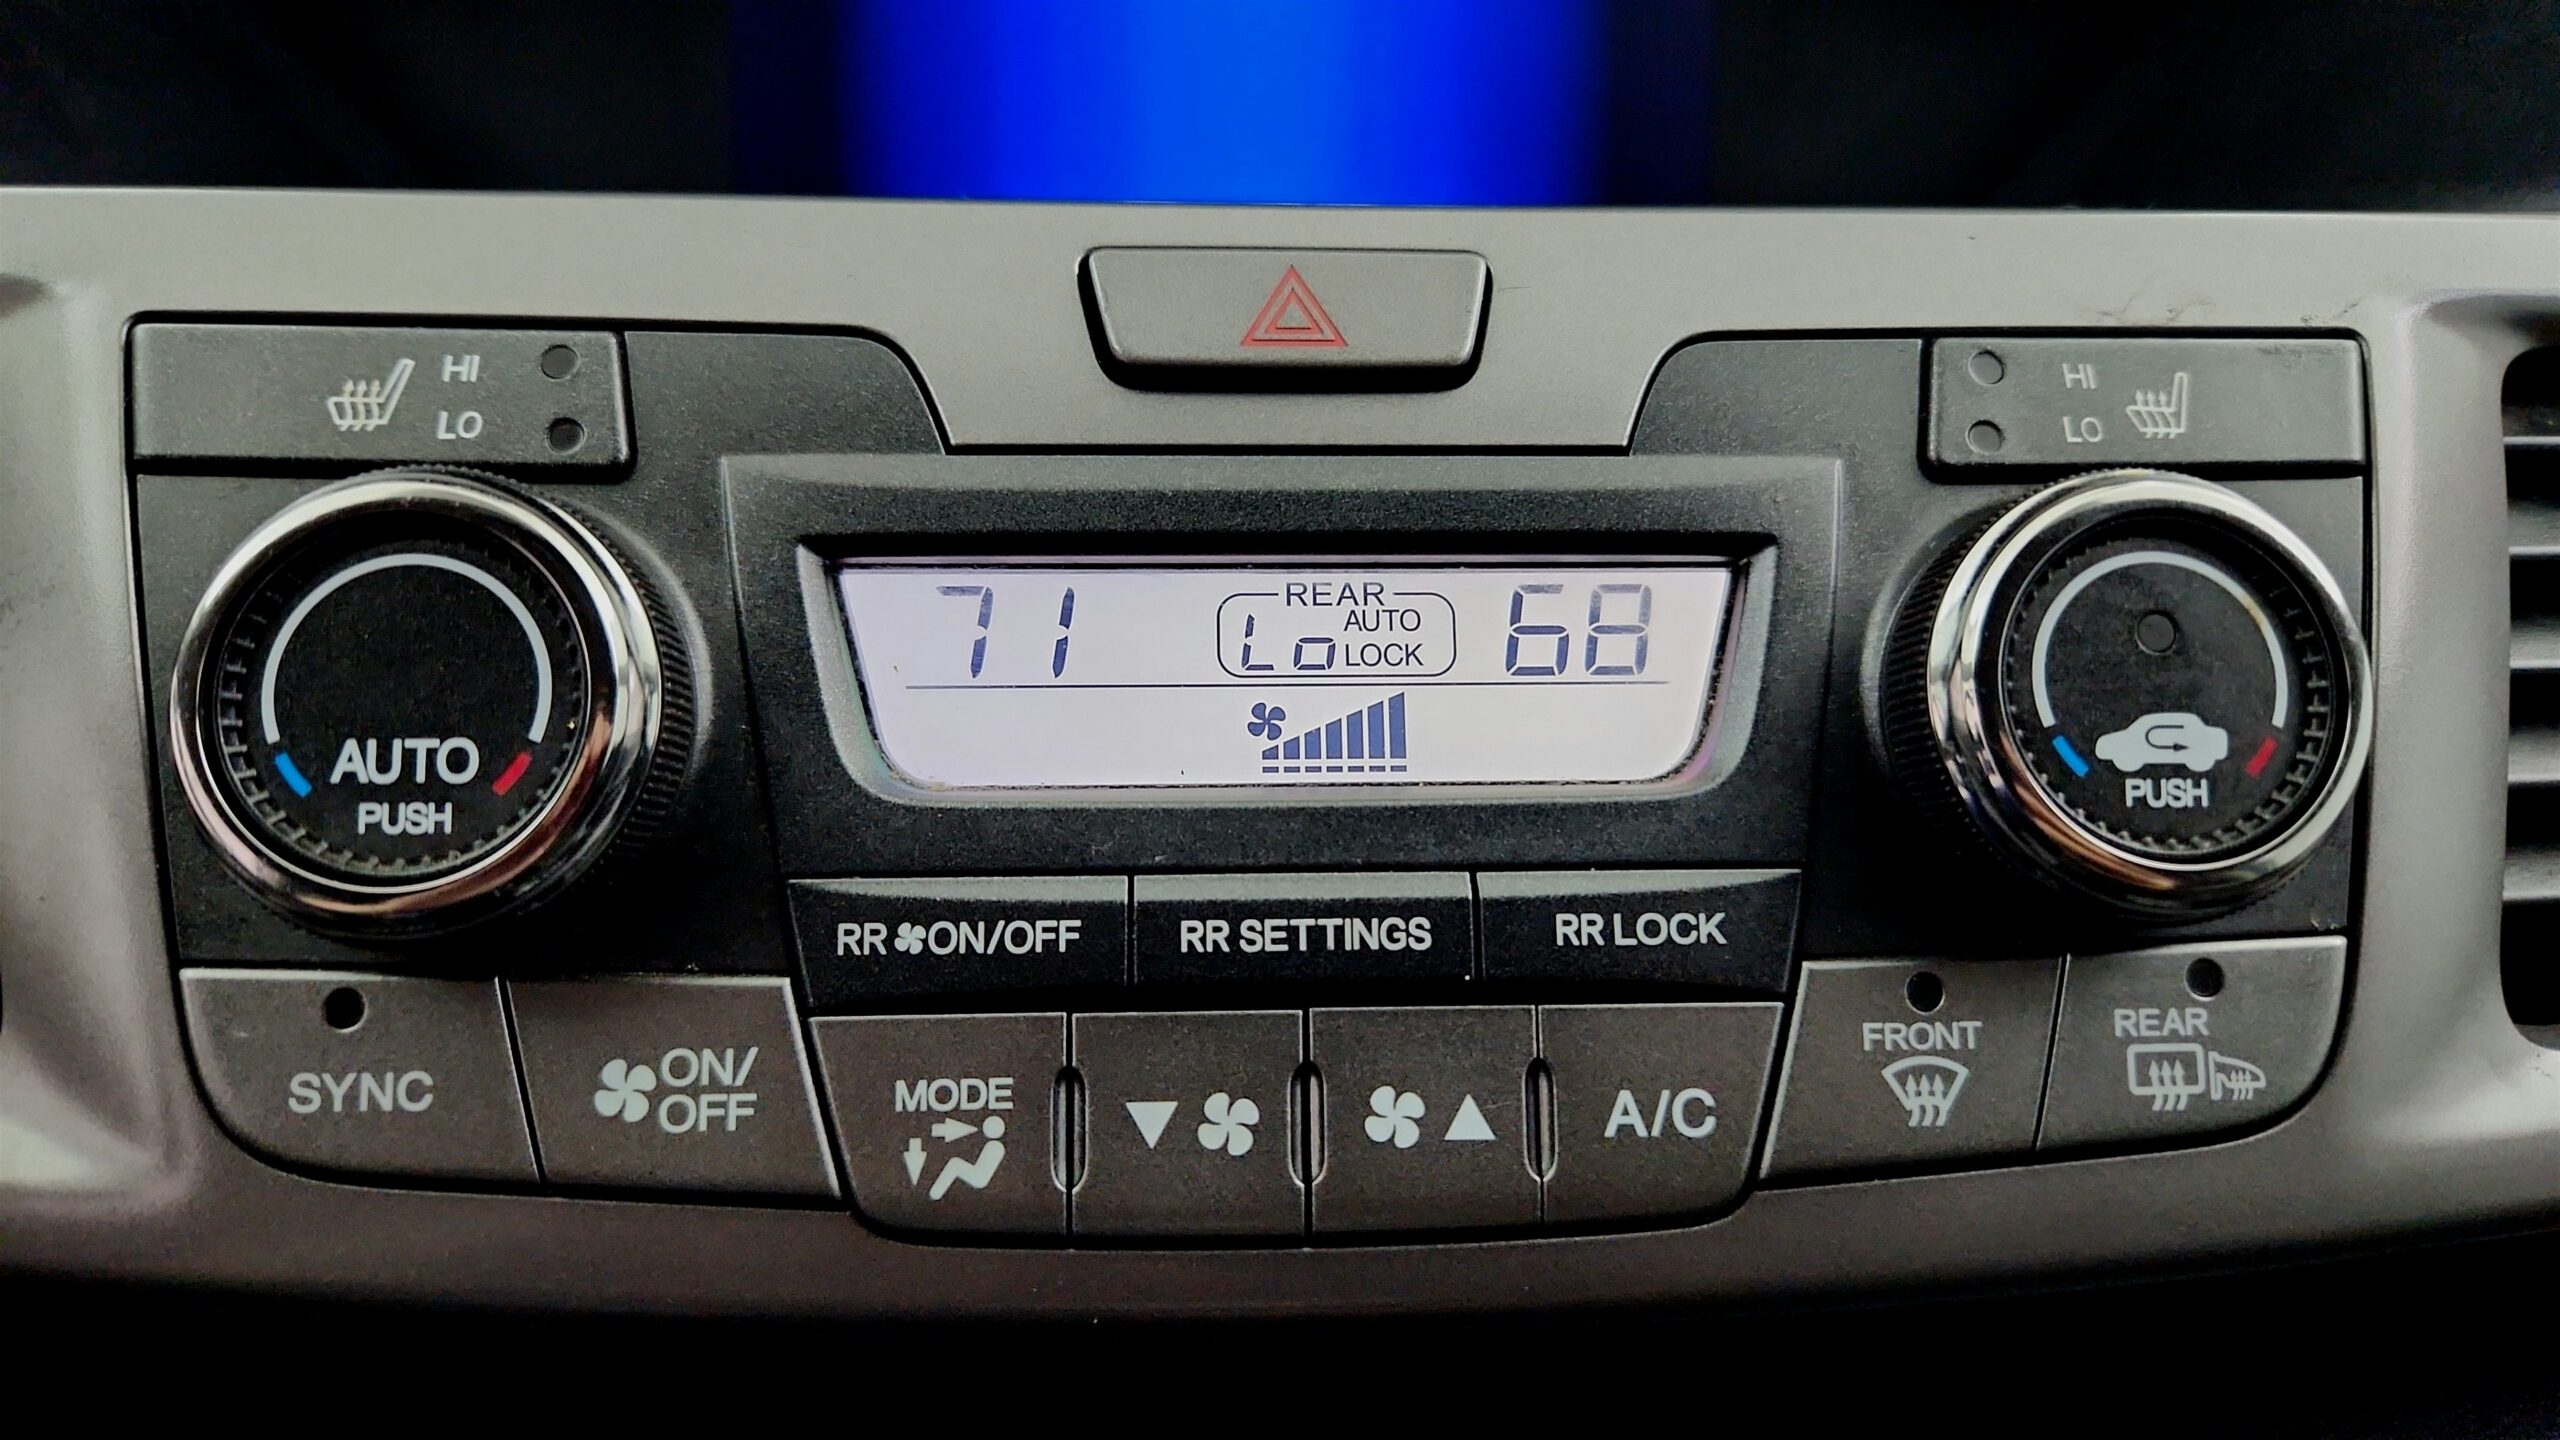 HI
LO
HI
LO
71
REAR
AUTO
Lo LOCK
68
AUTO
PUSH
PUSH
RR ON/OFF
RR SETTINGS
RR LOCK
SYNC
ON/
OFF
MODE
A/C
FRONT
REAR